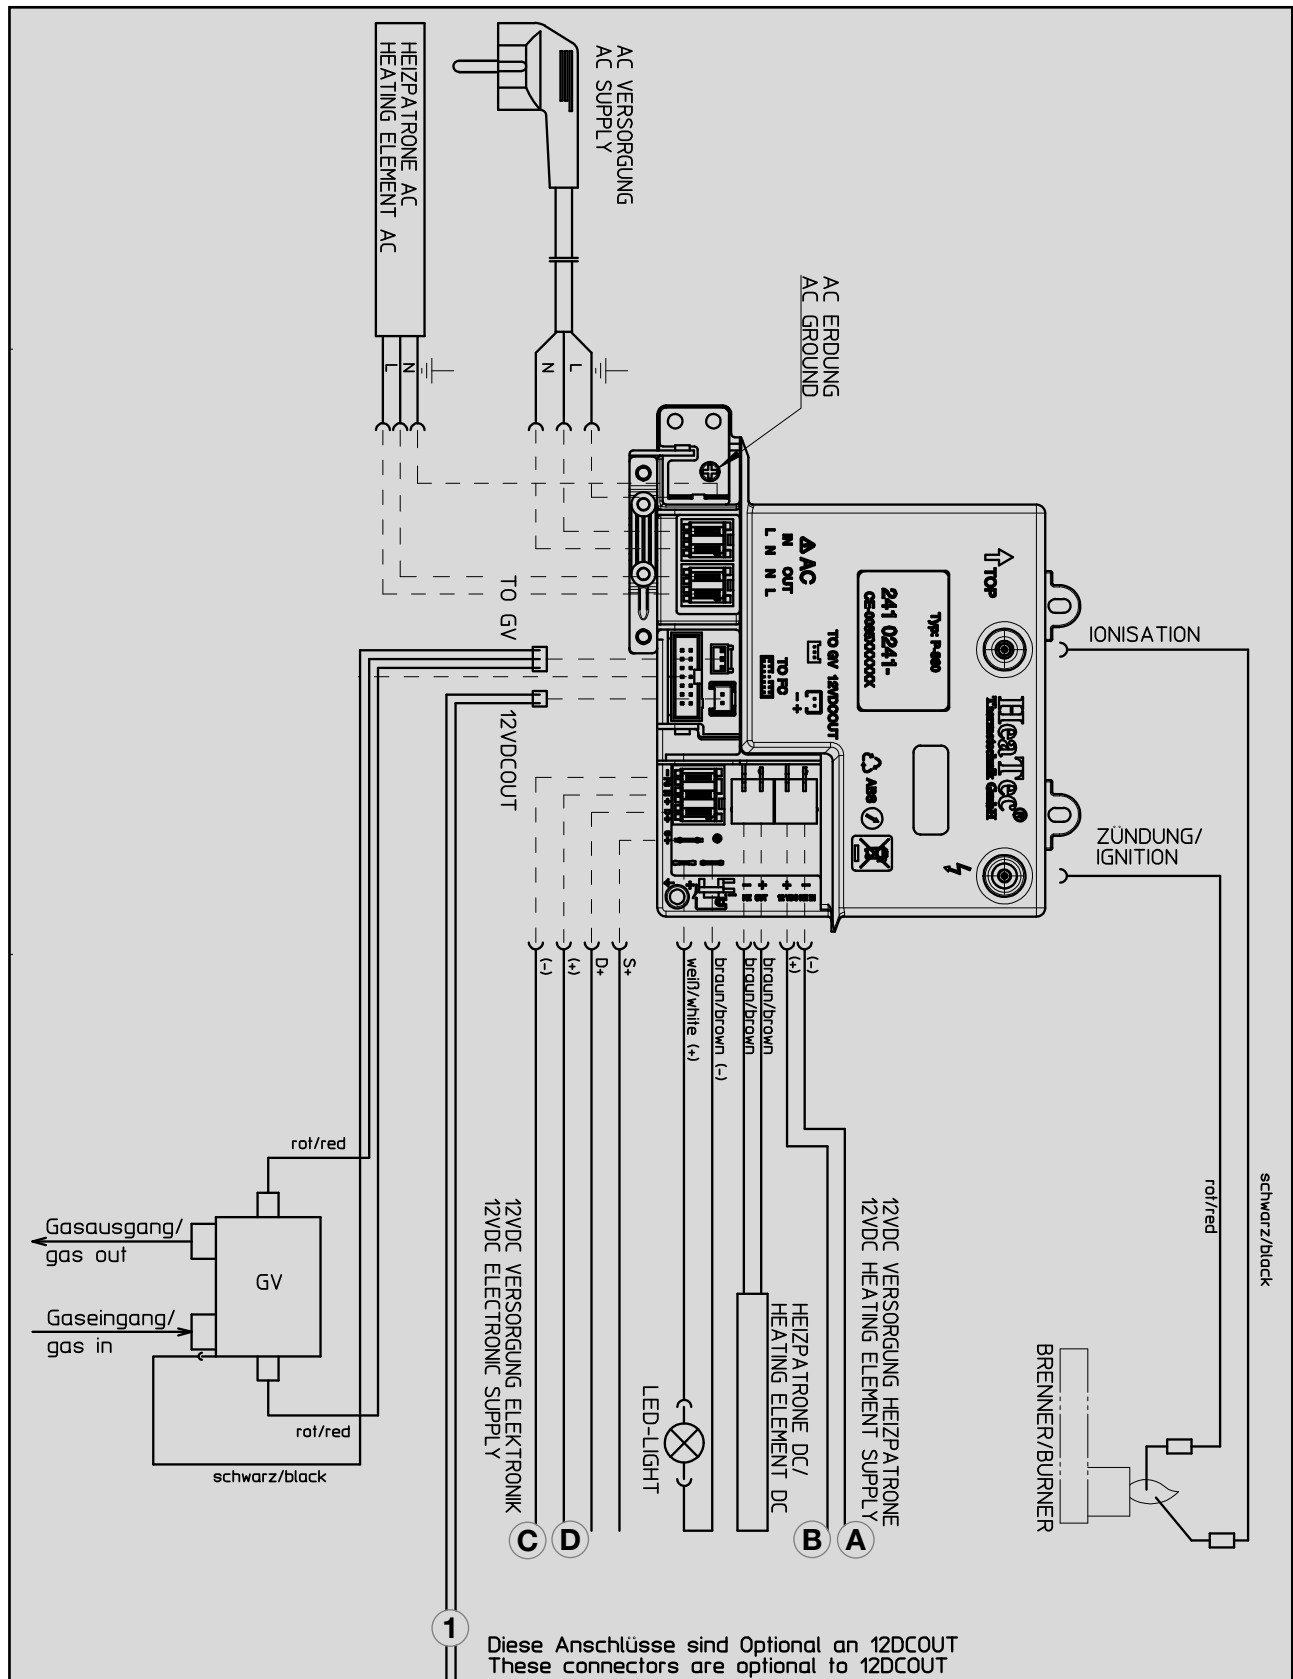 HEIZPATRONE AC
HEATING ELEMENT AC
AC VERSORGUNG
AC SUPPLY
L
N
N
L
AC ERDUNG
AC GROUND
AC
IN OUT
L N N L
TOP
Typ: P-
241 0241-
TO GV 12VDCOUT
TO FC
- +
HeaTec®
Thermotechnik GmbH
ABS
IONISATION
ZÜNDUNG/
IGNITION
TO GV
12VDCOUT
(-)
(+)
D+
S+
weiß/white (+)
braun/brown (-)
braun/brown
braun/brown
(+)
(-)
rot/red
schwarz/black
rot/red
Gasausgang/
gas out
GV
Gaseingang/
gas in
rot/red
schwarz/black
12VDC VERSORGUNG ELEKTRONIK
12VDC ELECTRONIC SUPPLY
LED-LIGHT
HEIZPATRONE DC/
HEATING ELEMENT DC
12VDC VERSORGUNG HEIZPATRONE
12VDC HEATING ELEMENT SUPPLY
BRENNER/BURNER
C
D
B
A
1
Diese Anschlüsse sind Optional an 12DCOUT
These connectors are optional to 12DCOUT